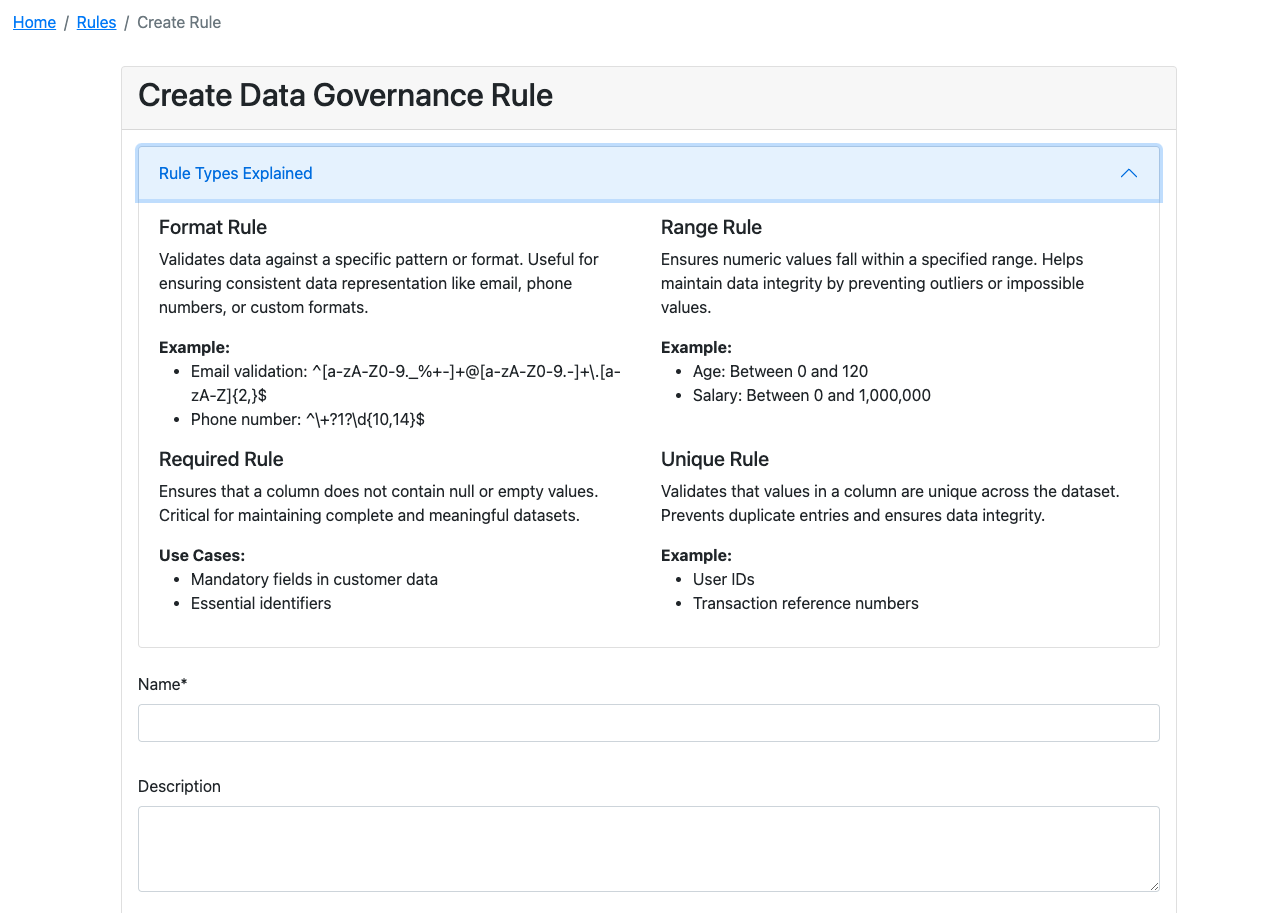 Home / Rules / Create Rule
Create Data Governance Rule
Rule Types Explained
Format Rule
Validates data against a specific pattern or format. Useful for
ensuring consistent data representation like email, phone
numbers, or custom formats.
Example:
• Email validation: ^[a-zA-Z0-9._%+-]+@[a-zA-Z0-9.-]+\.[a-
zA-Z]{2,}$
• Phone number: ^\+?1?\d{10,14}$
Range Rule
Ensures numeric values fall within a specified range. Helps
maintain data integrity by preventing outliers or impossible
values.
Example:
• Age: Between 0 and 120
• Salary: Between 0 and 1,000,000
Required Rule
Ensures that a column does not contain null or empty values.
Critical for maintaining complete and meaningful datasets.
Use Cases:
• Mandatory fields in customer data
• Essential identifiers
Unique Rule
Validates that values in a column are unique across the dataset.
Prevents duplicate entries and ensures data integrity.
Example:
• User IDs
• Transaction reference numbers
Name*
Description